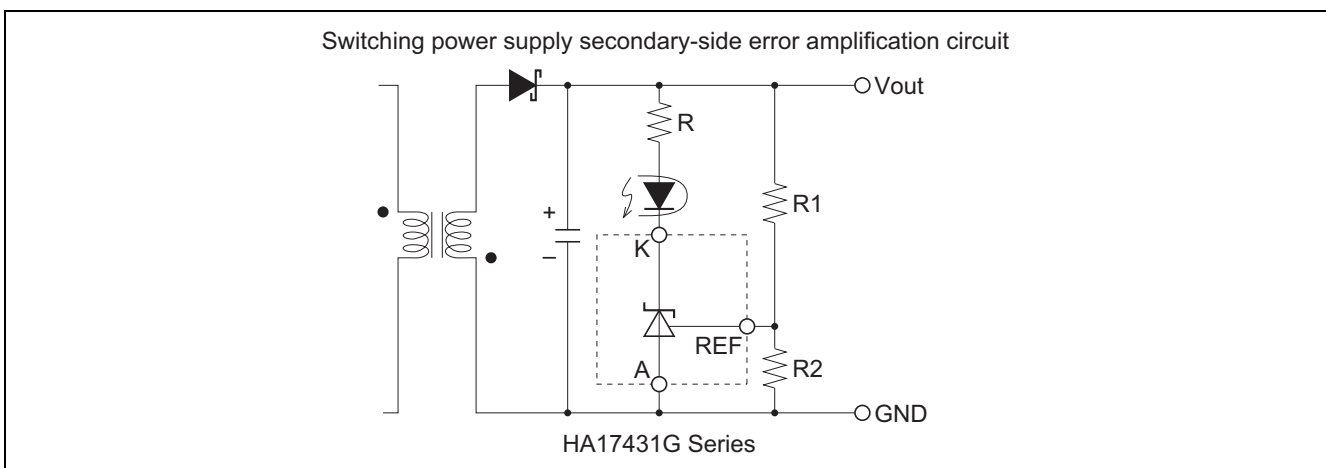 Switching power supply secondary-side error amplification circuit
Vout
R
R1
+
K
−
REF
A
R2
GND
HA17431G Series